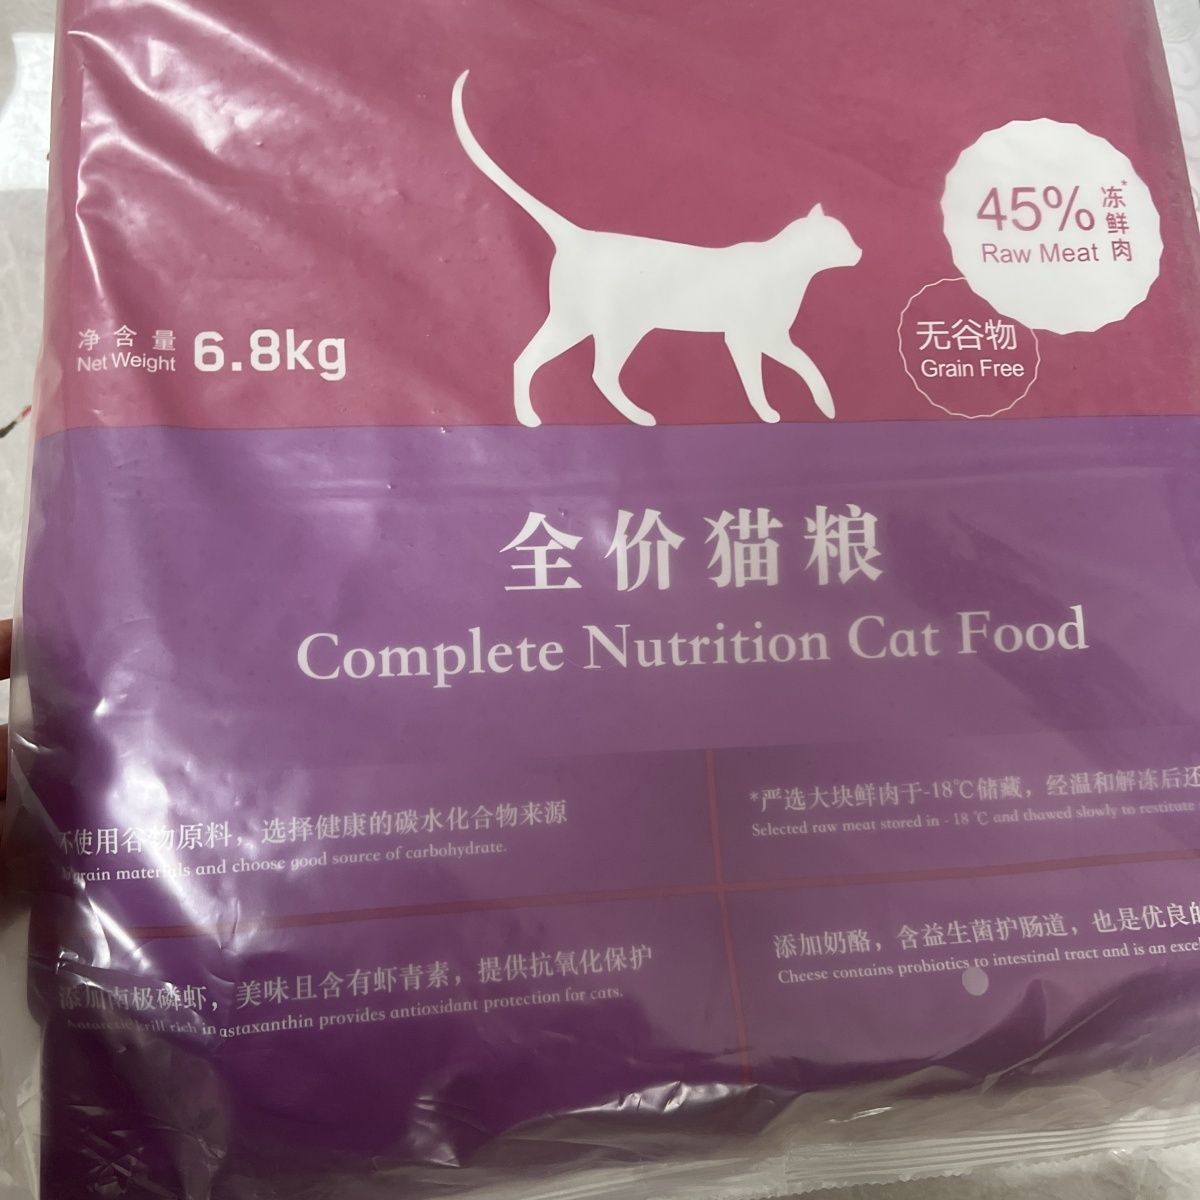 45% 冻鲜肉*
Raw Meat
无谷物
Grain Free
净含量 6.8kg
Net Weight
全价猫粮
Complete Nutrition Cat Food
不使用谷物原料，选择健康的碳水化合物来源
grain materials and choose good source of carbohydrate.
*严选大块鲜肉于-18℃储藏，经温和解冻后还
Selected raw meat stored in - 18 ℃ and thawed slowly to restitute
添加南极磷虾，美味且含有虾青素，提供抗氧化保护
Antarctic krill rich in astaxanthin provides antioxidant protection for cats.
添加奶酪，含益生菌护肠道，也是优良的
Cheese contains probiotics to intestinal tract and is an exce